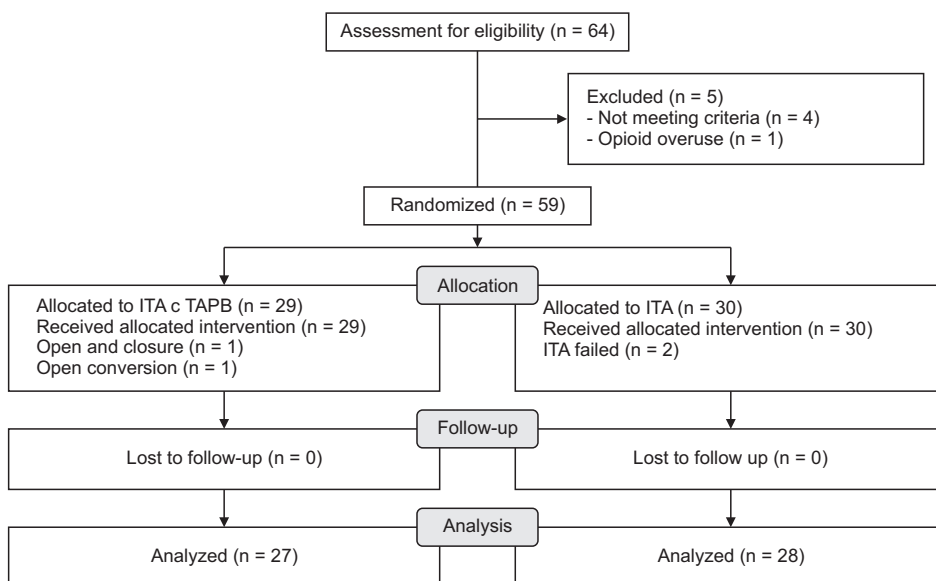 Assessment for eligibility (n = 64)
Excluded (n = 5)
- Not meeting criteria (n = 4)
- Opioid overuse (n = 1)
Randomized (n = 59)
Allocation
Allocated to ITA c TAPB (n = 29)
Received allocated intervention (n = 29)
Open and closure (n = 1)
Open conversion (n = 1)
Allocated to ITA (n = 30)
Received allocated intervention (n = 30)
ITA failed (n = 2)
Follow-up
Lost to follow-up (n = 0)
Lost to follow up (n = 0)
Analysis
Analyzed (n = 27)
Analyzed (n = 28)